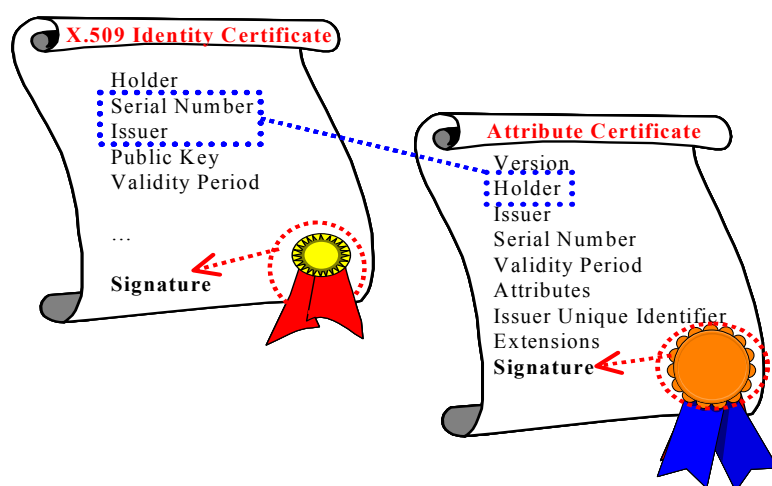 X.509 Identity Certificate
Holder
Serial Number
Issuer
Public Key
Validity Period
...
Signature
Attribute Certificate
Version
Holder
Issuer
Serial Number
Validity Period
Attributes
Issuer Unique Identifier
Extensions
Signature